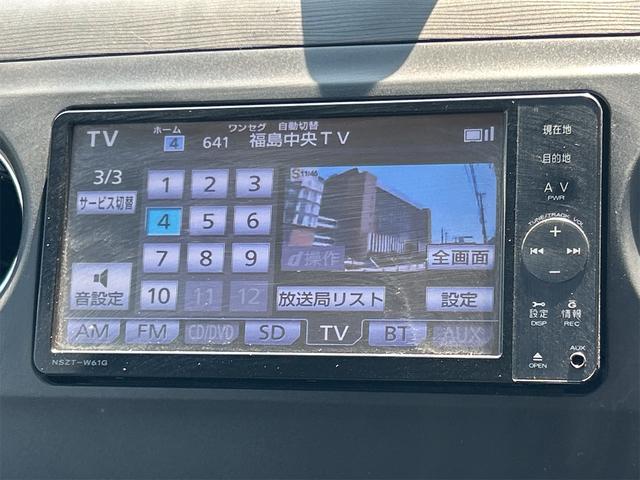 TV ホーム 4 641 ワンセグ 自動切替 福島中央TV
3/3
サービス切替
1 2 3
4 5 6
7 8 9
10 11 12
音設定
d操作
全画面
放送局リスト
設定
AM FM CD/DVD SD TV BT AUX
NSZT-W61G
現在地
目的地
AV
PWR
TUNE/TRACK VOL
+
−
設定 情報
DISP REC
OPEN
AUX